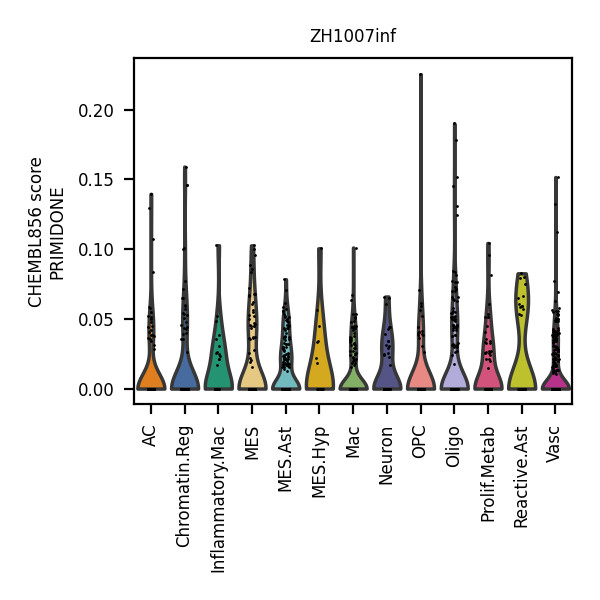 ZH1007inf
CHEMBL856 score
PRIMIDONE
0.20
0.15
0.10
0.05
0.00
AC
Chromatin.Reg
Inflammatory.Mac
MES
MES.Ast
MES.Hyp
Mac
Neuron
OPC
Oligo
Prolif.Metab
Reactive.Ast
Vasc